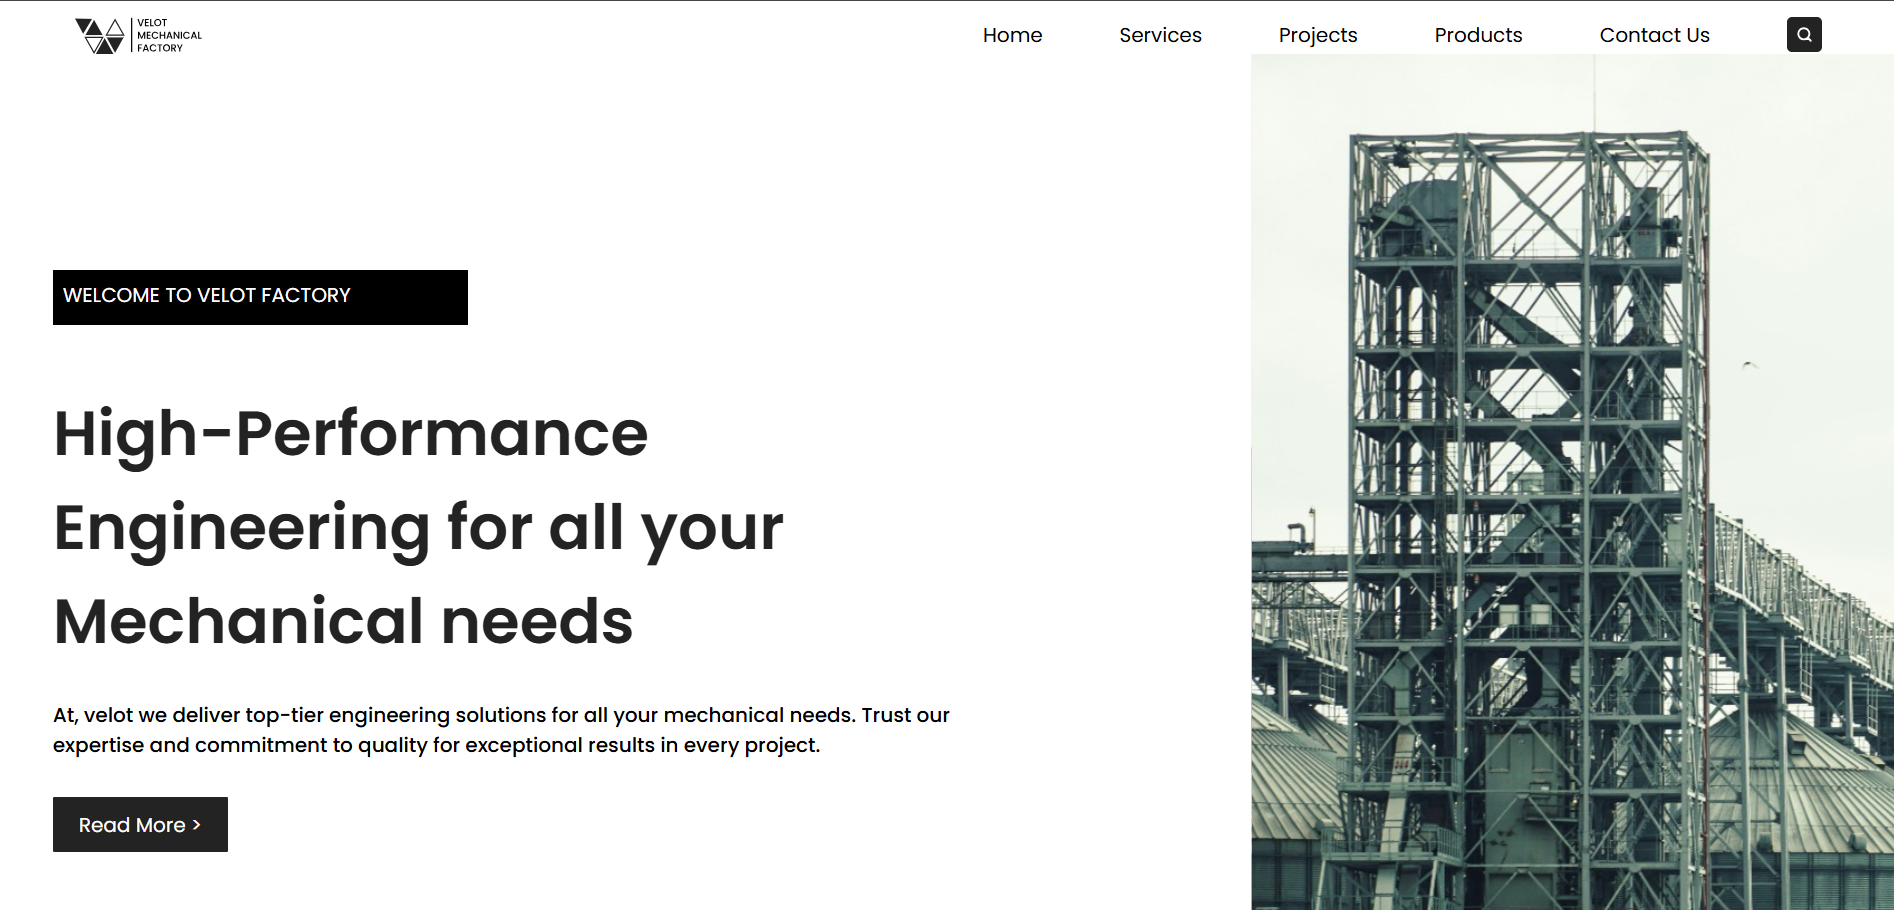 VELOT
MECHANICAL
FACTORY
Home
Services
Projects
Products
Contact Us
WELCOME TO VELOT FACTORY
High-Performance
Engineering for all your
Mechanical needs
At, velot we deliver top-tier engineering solutions for all your mechanical needs. Trust our
expertise and commitment to quality for exceptional results in every project.
Read More >